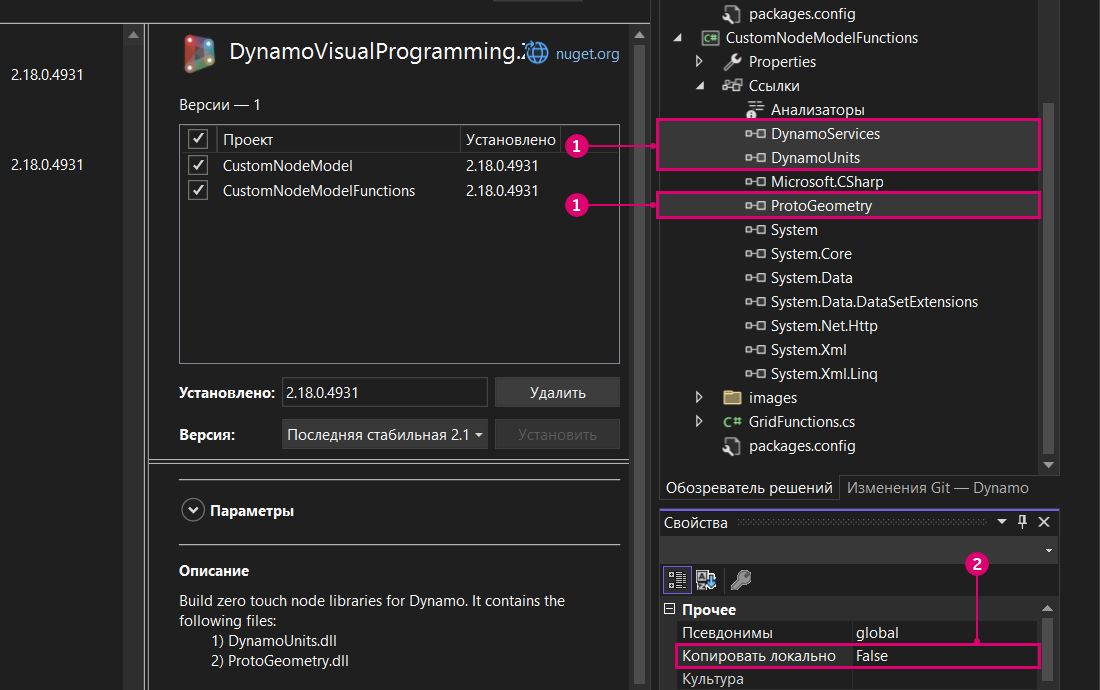 2.18.0.4931
2.18.0.4931
DynamoVisualProgramming.
nuget.org
Версии — 1
Проект Установлено
CustomNodeModel 2.18.0.4931
CustomNodeModelFunctions 2.18.0.4931
Установлено: 2.18.0.4931 Удалить
Версия: Последняя стабильная 2.1 Установить
Параметры
Описание
Build zero touch node libraries for Dynamo. It contains the
following files:
1) DynamoUnits.dll
2) ProtoGeometry.dll
packages.config
C# CustomNodeModelFunctions
Properties
Ссылки
Анализаторы
1 DynamoServices
DynamoUnits
Microsoft.CSharp
1 ProtoGeometry
System
System.Core
System.Data
System.Data.DataSetExtensions
System.Net.Http
System.Xml
System.Xml.Linq
images
C# GridFunctions.cs
packages.config
Обозреватель решений Изменения Git — Dynamo
Свойства
2
Прочее
Псевдонимы global
Копировать локально False
Культура